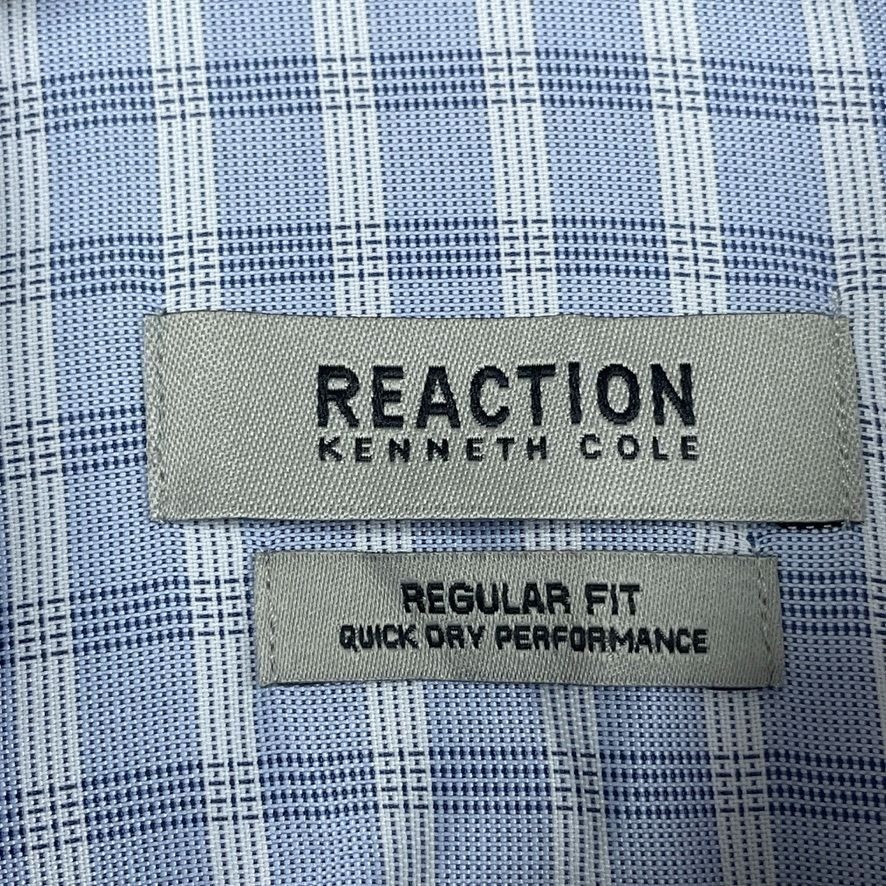 REACTION
KENNETH COLE
REGULAR FIT
QUICK DRY PERFORMANCE